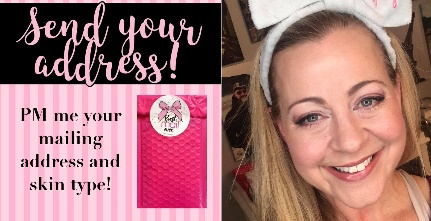 Send your
address!
PM me your
mailing
address and
skin type!